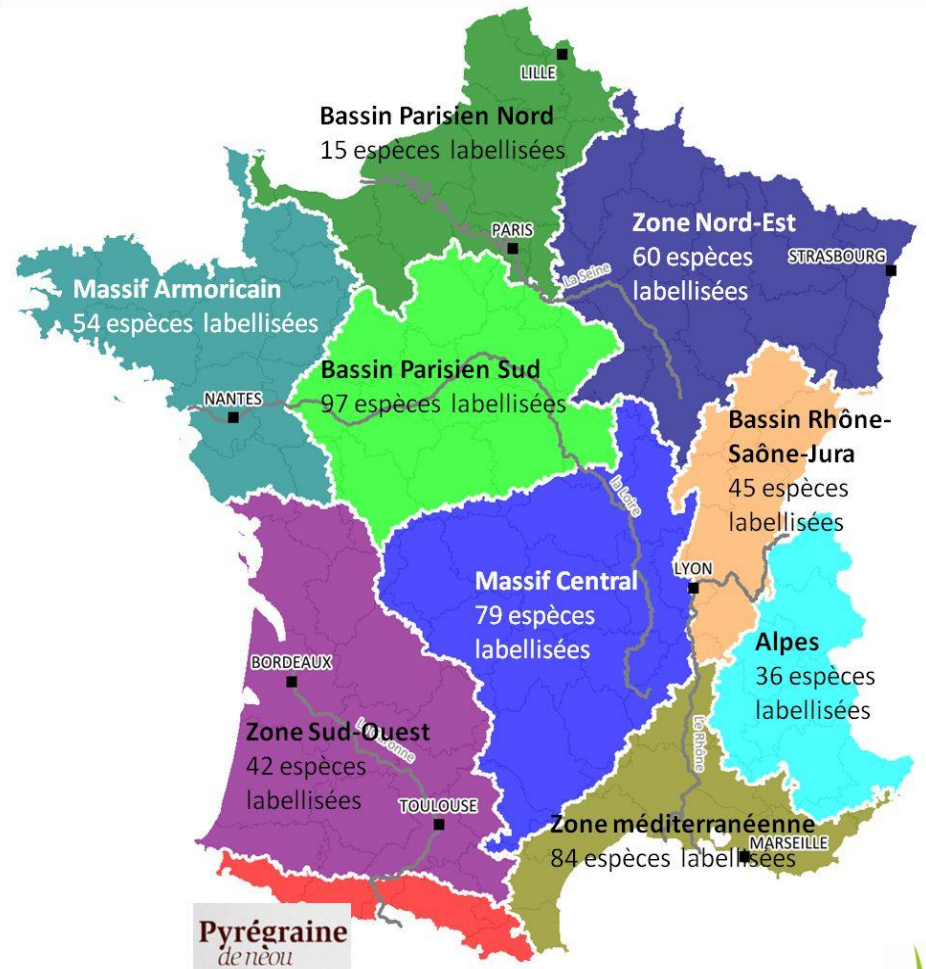 LILLE
Bassin Parisien Nord
15 espèces labellisées
PARIS
Zone Nord-Est
60 espèces
labellisées
STRASBOURG
La Seine
Massif Armoricain
54 espèces labellisées
Bassin Parisien Sud
97 espèces labellisées
NANTES
Bassin Rhône-
Saône-Jura
45 espèces
labellisées
la Loire
LYON
Massif Central
79 espèces
labellisées
Alpes
36 espèces
labellisées
BORDEAUX
Zone Sud-Ouest
42 espèces
labellisées
TOULOUSE
Le Rhône
Zone méditerranéenne
84 espèces labellisées
MARSEILLE
Pyrégraine
de nèou